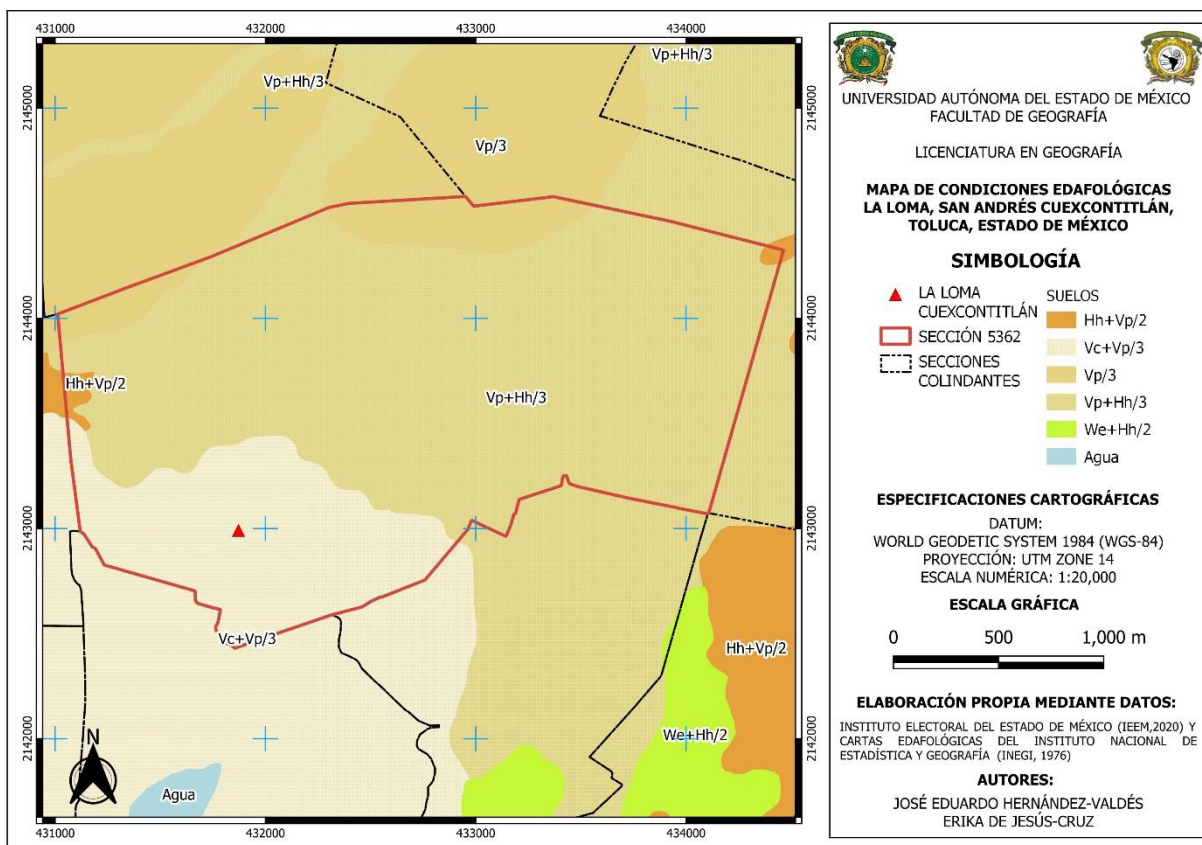 431000
432000
433000
434000
2145000
2144000
2143000
2142000
Vp+Hh/3
Vp+Hh/3
Vp/3
Hh+Vp/2
Vp+Hh/3
Vc+Vp/3
Hh+Vp/2
We+Hh/2
Agua
N
2145000
2144000
2143000
2142000
431000
432000
433000
434000
UNIVERSIDAD AUTÓNOMA DEL ESTADO DE MÉXICO
FACULTAD DE GEOGRAFÍA
LICENCIATURA EN GEOGRAFÍA
MAPA DE CONDICIONES EDAFOLÓGICAS
LA LOMA, SAN ANDRÉS CUEXCONTITLÁN,
TOLUCA, ESTADO DE MÉXICO
SIMBOLOGÍA
LA LOMA
CUEXCONTITLÁN
SECCIÓN 5362
SECCIONES
COLINDANTES
SUELOS
Hh+Vp/2
Vc+Vp/3
Vp/3
Vp+Hh/3
We+Hh/2
Agua
ESPECIFICACIONES CARTOGRÁFICAS
DATUM:
WORLD GEODETIC SYSTEM 1984 (WGS-84)
PROYECCIÓN: UTM ZONE 14
ESCALA NUMÉRICA: 1:20,000
ESCALA GRÁFICA
0 500 1,000 m
ELABORACIÓN PROPIA MEDIANTE DATOS:
INSTITUTO ELECTORAL DEL ESTADO DE MÉXICO (IEEM,2020) Y
CARTAS EDAFOLÓGICAS DEL INSTITUTO NACIONAL DE
ESTADÍSTICA Y GEOGRAFÍA (INEGI, 1976)
AUTORES:
JOSÉ EDUARDO HERNÁNDEZ-VALDÉS
ERIKA DE JESÚS-CRUZ